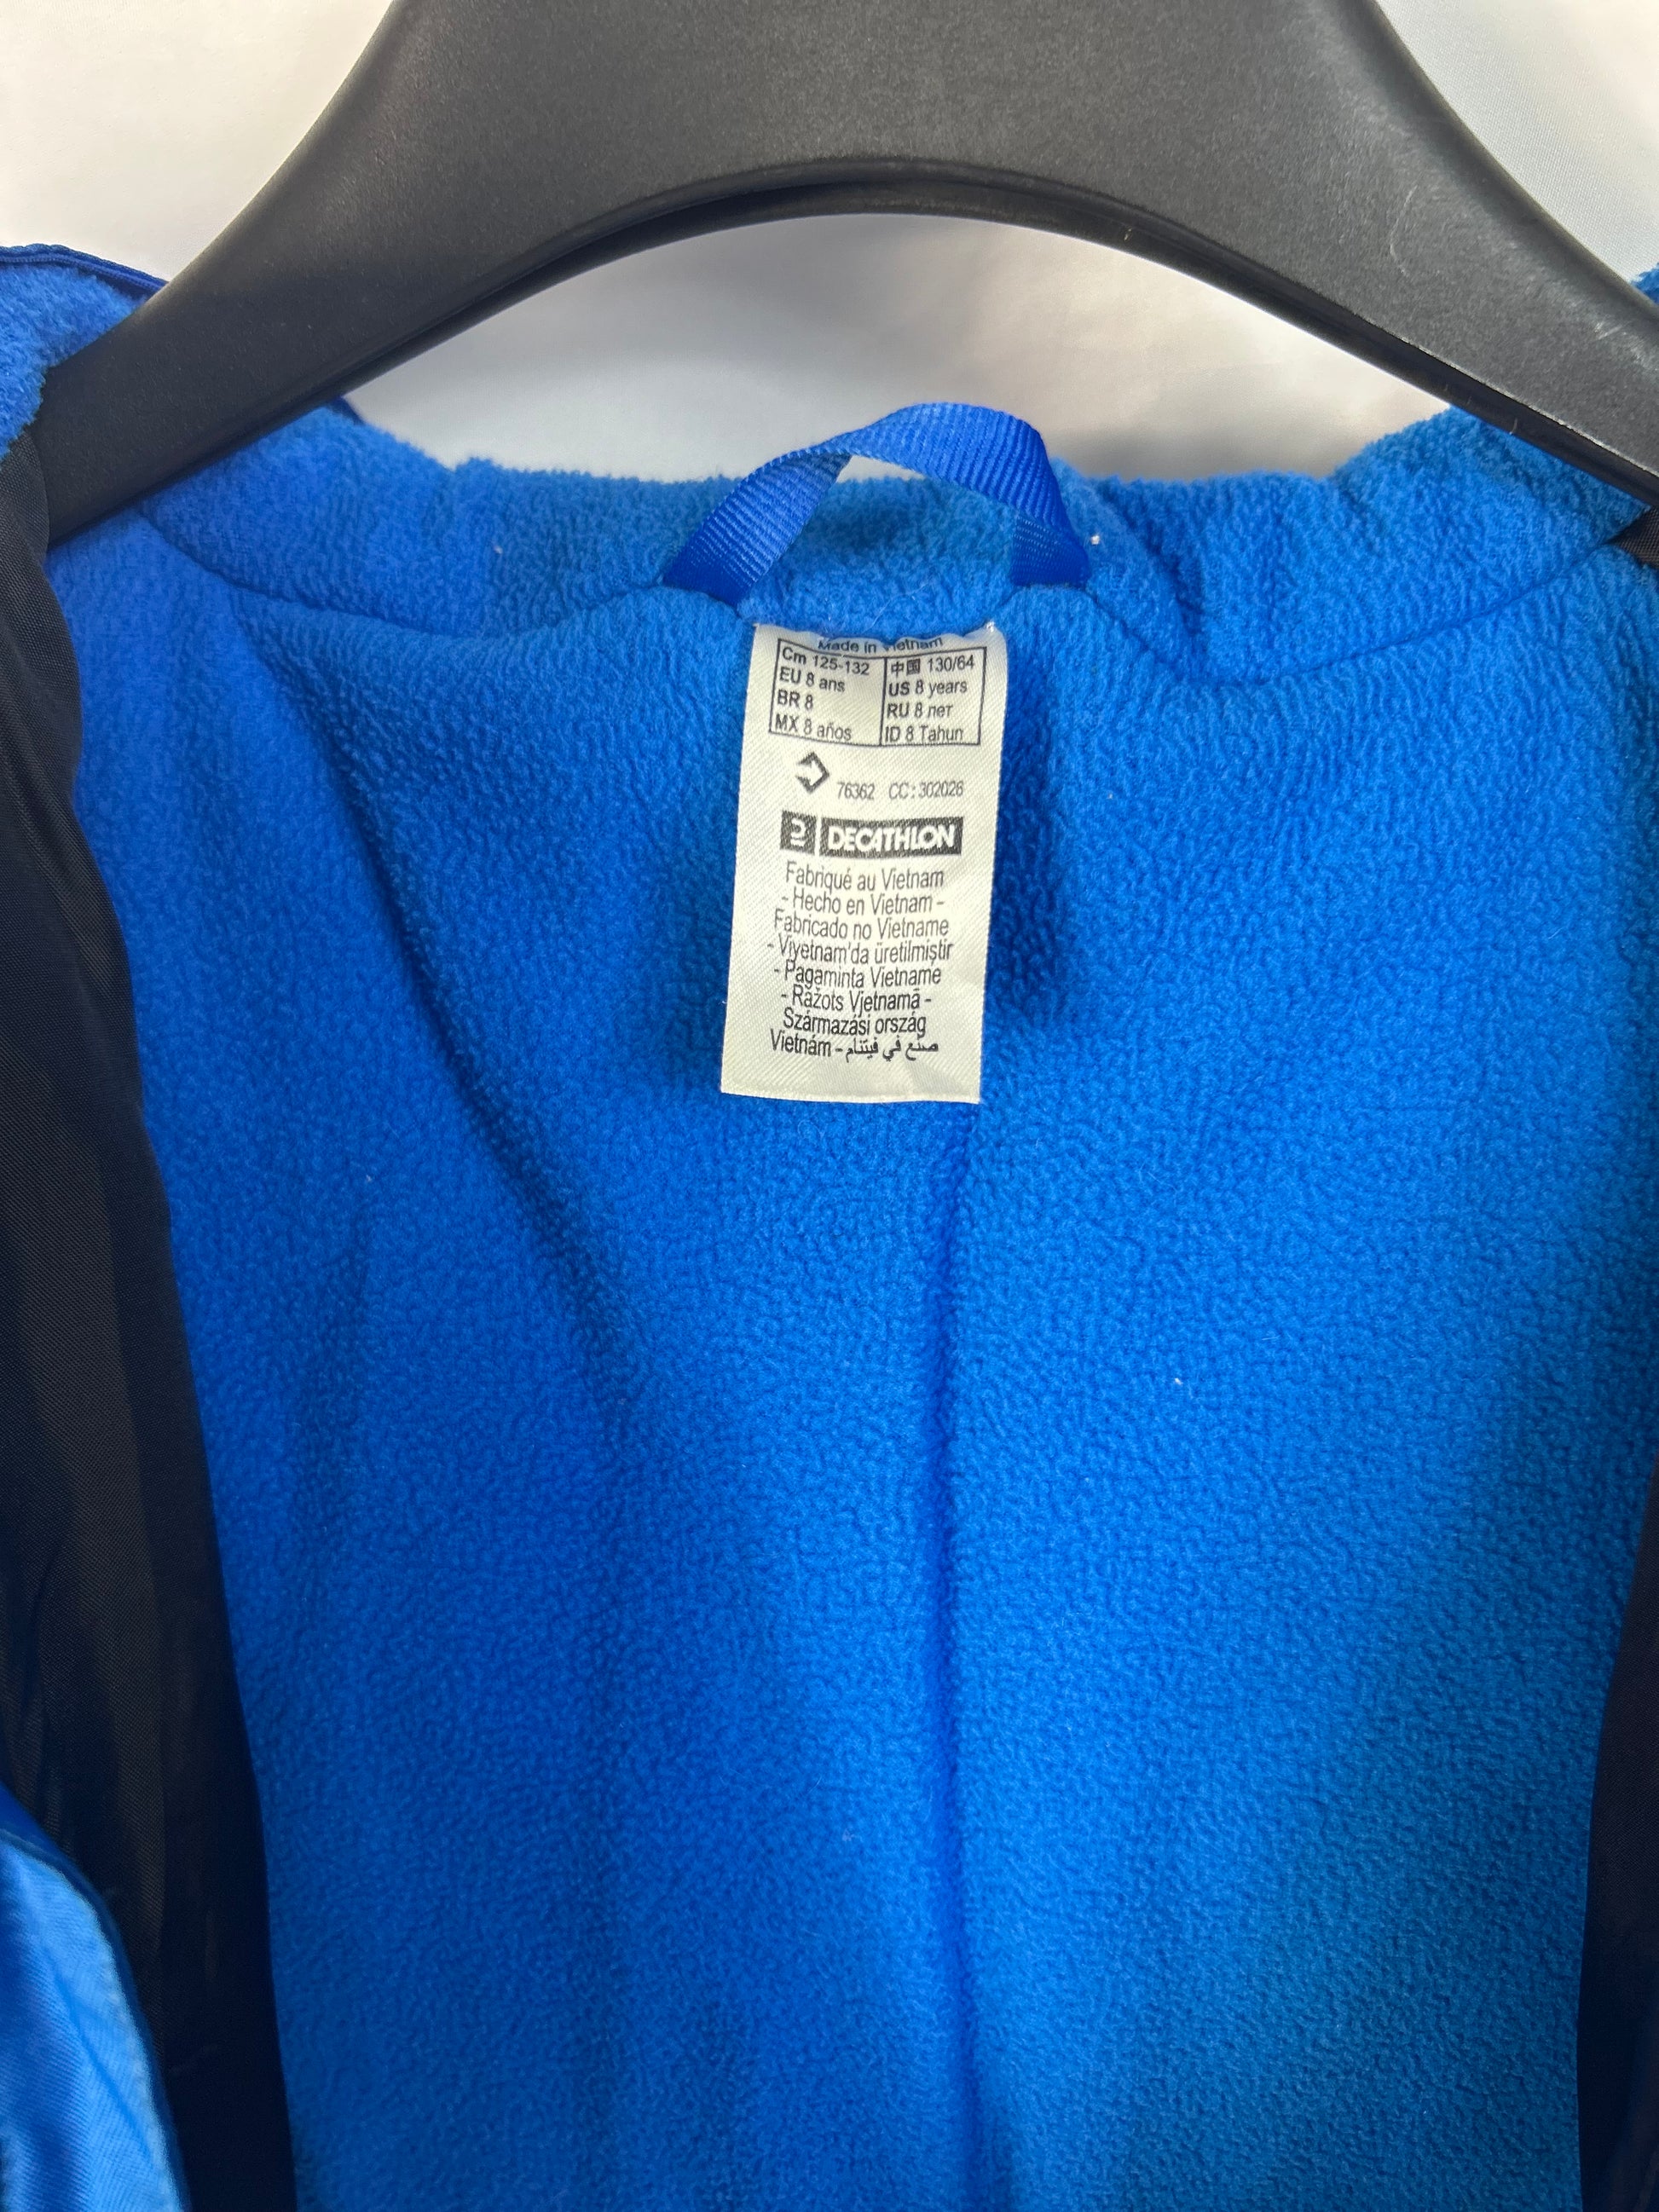 Made in Vietnam
Cm 125-132
EU 8 ans
BR 8
MX 8 años
中国 130/64
US 8 years
RU 8 лет
ID 8 Tahun
76362 CC:302026
DECATHLON
Fabriqué au Vietnam
- Hecho en Vietnam -
Fabricado no Vietname
- Viyetnam'da üretilmiştir
- Pagaminta Vietname
- Ražots Vjetnamā -
Származási ország
Vietnám - صنع في فيتنام